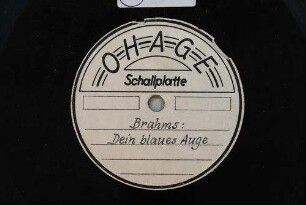 O=H=A=G=E
Schallplatte
Brahms:
Dein blaues Auge